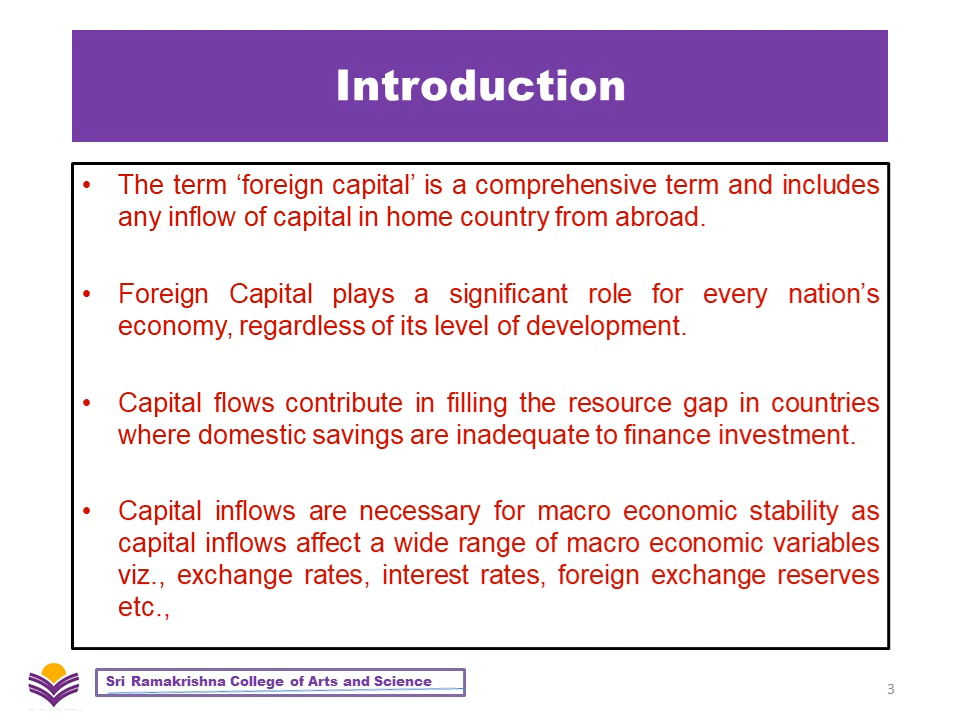 Introduction
• The term ‘foreign capital’ is a comprehensive term and includes
any inflow of capital in home country from abroad.
• Foreign Capital plays a significant role for every nation’s
economy, regardless of its level of development.
• Capital flows contribute in filling the resource gap in countries
where domestic savings are inadequate to finance investment.
• Capital inflows are necessary for macro economic stability as
capital inflows affect a wide range of macro economic variables
viz., exchange rates, interest rates, foreign exchange reserves
etc.,
Sri Ramakrishna College of Arts and Science
3